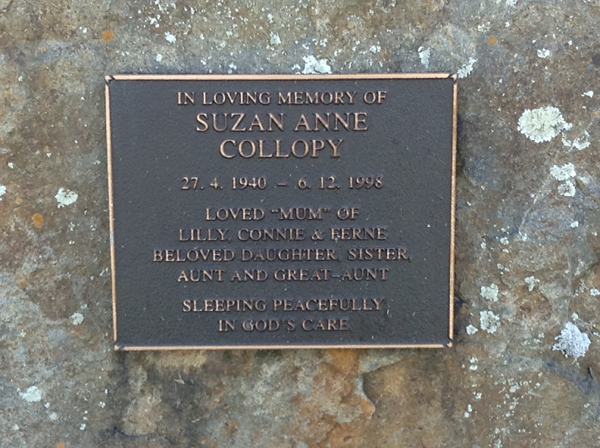 IN LOVING MEMORY OF
SUZAN ANNE
COLLOPY
27. 4. 1940 – 6. 12. 1998
LOVED "MUM" OF
LILLY, CONNIE & FERNE
BELOVED DAUGHTER, SISTER,
AUNT AND GREAT-AUNT
SLEEPING PEACEFULLY
IN GOD'S CARE